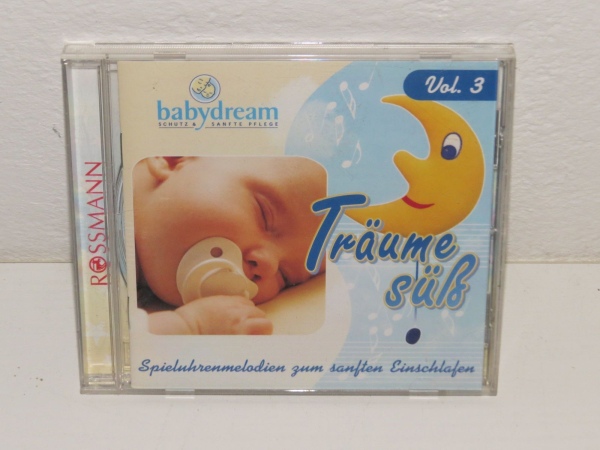 ROSSMANN
babydream
SCHUTZ & SANFTE PFLEGE
Vol. 3
Träume
süß
Spieluhrenmelodien zum sanften Einschlafen